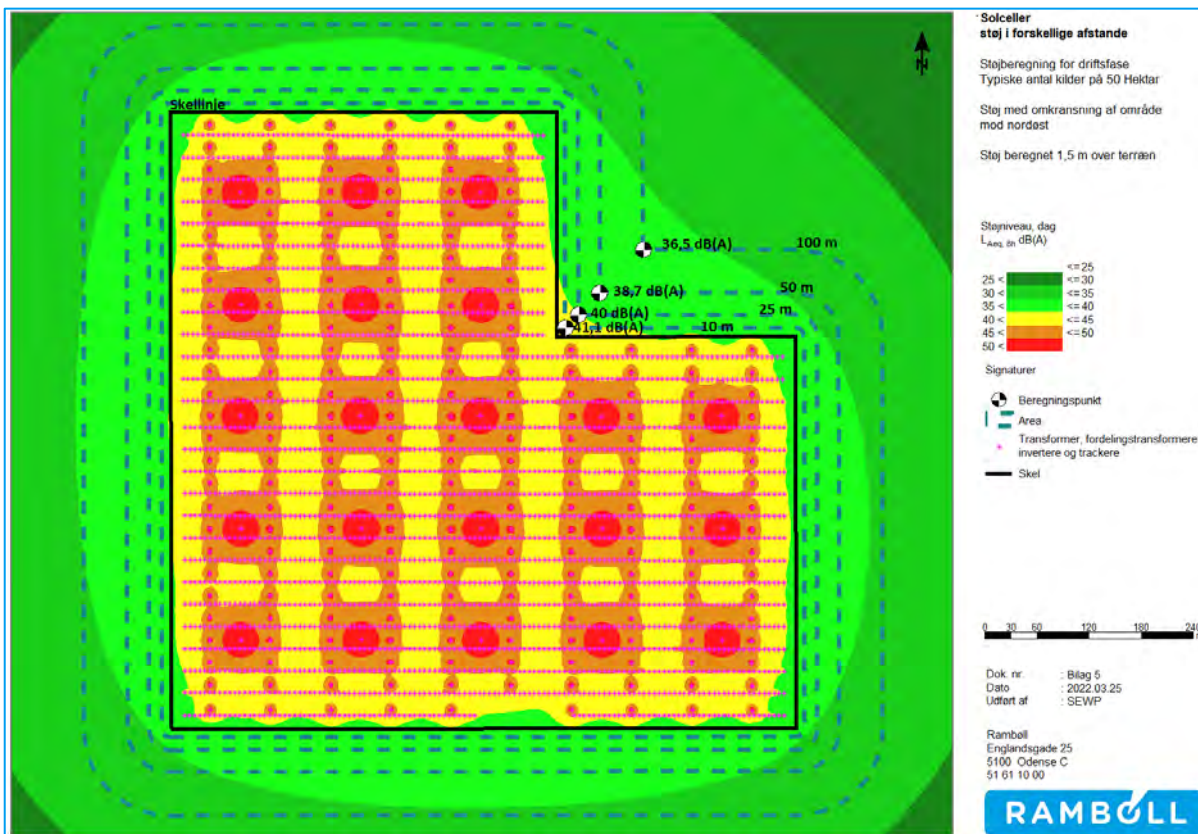 Skellinje
N
36,5 dB(A)
100 m
38,7 dB(A)
50 m
40 dB(A)
25 m
41,1 dB(A)
10 m
Solceller
støj i forskellige afstande
Støjberegning for driftsfase
Typiske antal kilder på 50 Hektar
Støj med omkransning af område
mod nordøst
Støj beregnet 1,5 m over terræn
Støjniveau, dag
LAeq, 8h dB(A)
<=25
25 < <=30
30 < <=35
35 < <=40
40 < <=45
45 < <=50
50 <
Signaturer
Beregningspunkt
Area
Transformer, fordelingstransformere
invertere og trackere
Skel
0 30 60 120 180 240
Dok. nr. : Bilag 5
Dato : 2022.03.25
Udført af : SEWP
Rambøll
Englandsgade 25
5100 Odense C
51 61 10 00
RAMBOLL